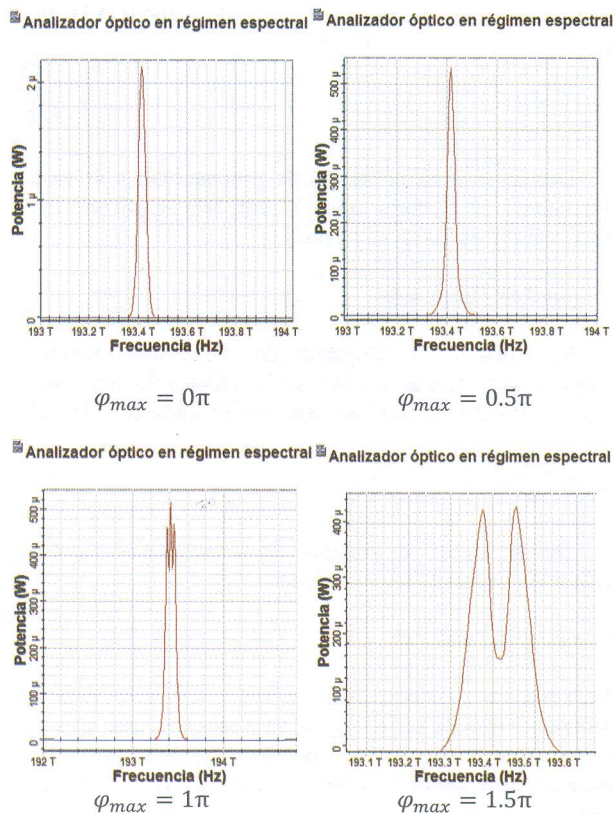 Analizador óptico en régimen espectral
Potencia (W)
2 µ
1 µ
0
193 T 193.2 T 193.4 T 193.6 T 193.8 T 194 T
Frecuencia (Hz)
φmax = 0π
Analizador óptico en régimen espectral
Potencia (W)
500 µ
400 µ
300 µ
200 µ
100 µ
0
193 T 193.2 T 193.4 T 193.6 T 193.8 T 194 T
Frecuencia (Hz)
φmax = 0.5π
Analizador óptico en régimen espectral
Potencia (W)
500 µ
400 µ
300 µ
200 µ
100 µ
0
192 T 193 T 194 T
Frecuencia (Hz)
φmax = 1π
Analizador óptico en régimen espectral
Potencia (W)
400 µ
300 µ
200 µ
100 µ
0
193.1 T 193.2 T 193.3 T 193.4 T 193.5 T 193.6 T
Frecuencia (Hz)
φmax = 1.5π